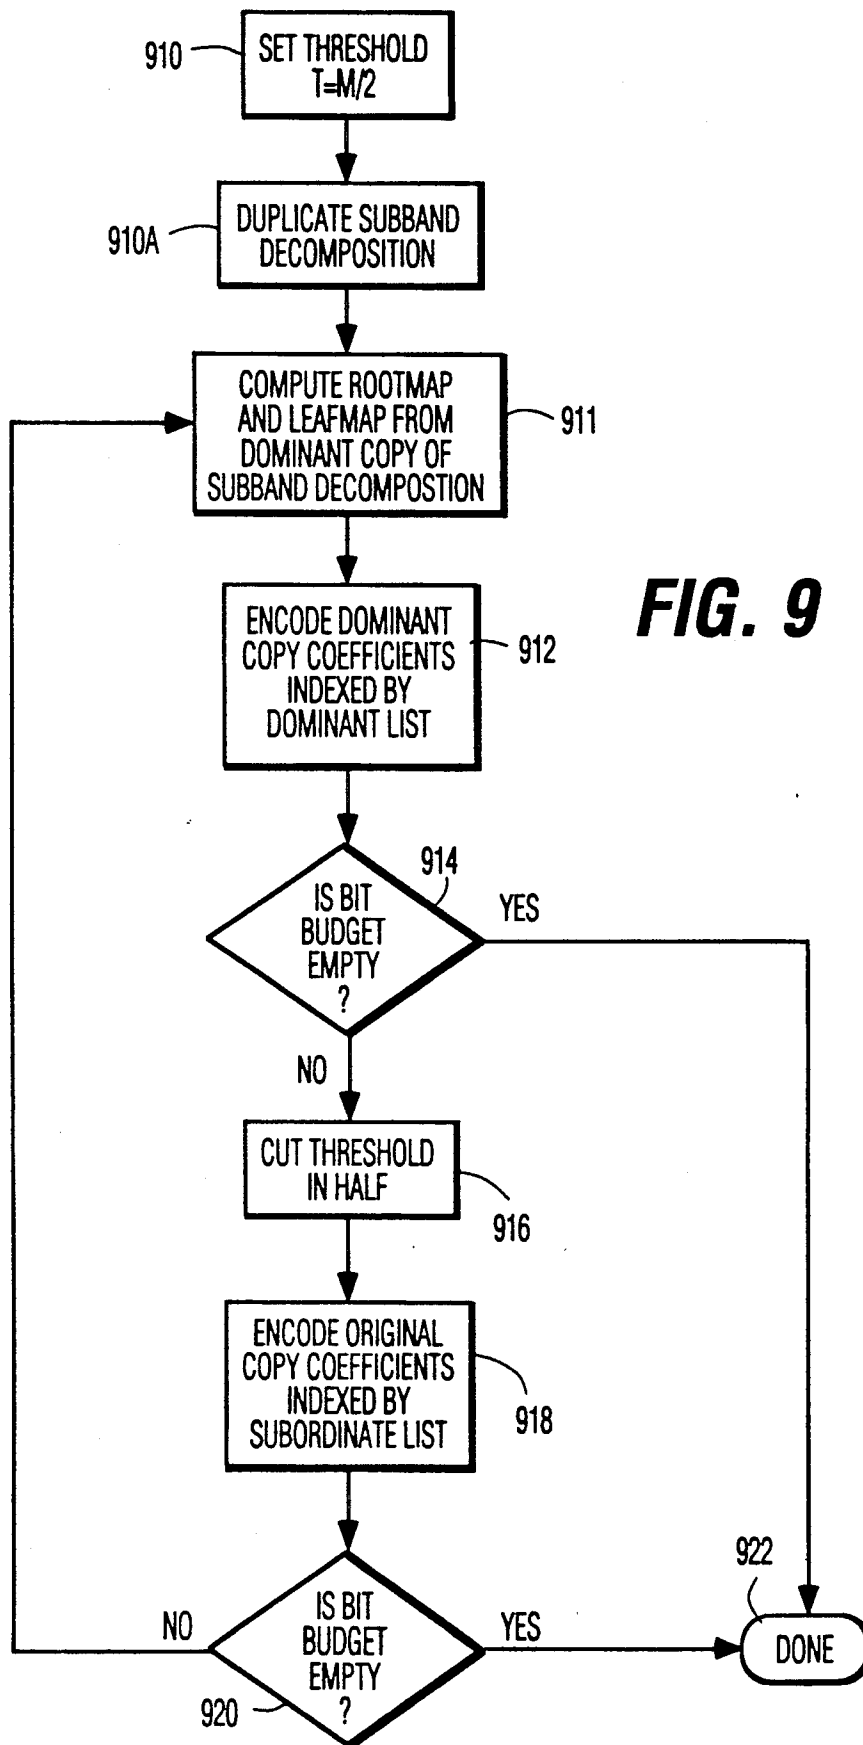 910
SET THRESHOLD
T=M/2
910A
DUPLICATE SUBBAND
DECOMPOSITION
COMPUTE ROOTMAP
AND LEAFMAP FROM
DOMINANT COPY OF
SUBBAND DECOMPOSTION
911
FIG. 9
ENCODE DOMINANT
COPY COEFFICIENTS
INDEXED BY
DOMINANT LIST
912
914
IS BIT
BUDGET
EMPTY
?
YES
NO
CUT THRESHOLD
IN HALF
916
ENCODE ORIGINAL
COPY COEFFICIENTS
INDEXED BY
SUBORDINATE LIST
918
IS BIT
BUDGET
EMPTY
?
NO
YES
920
922
DONE